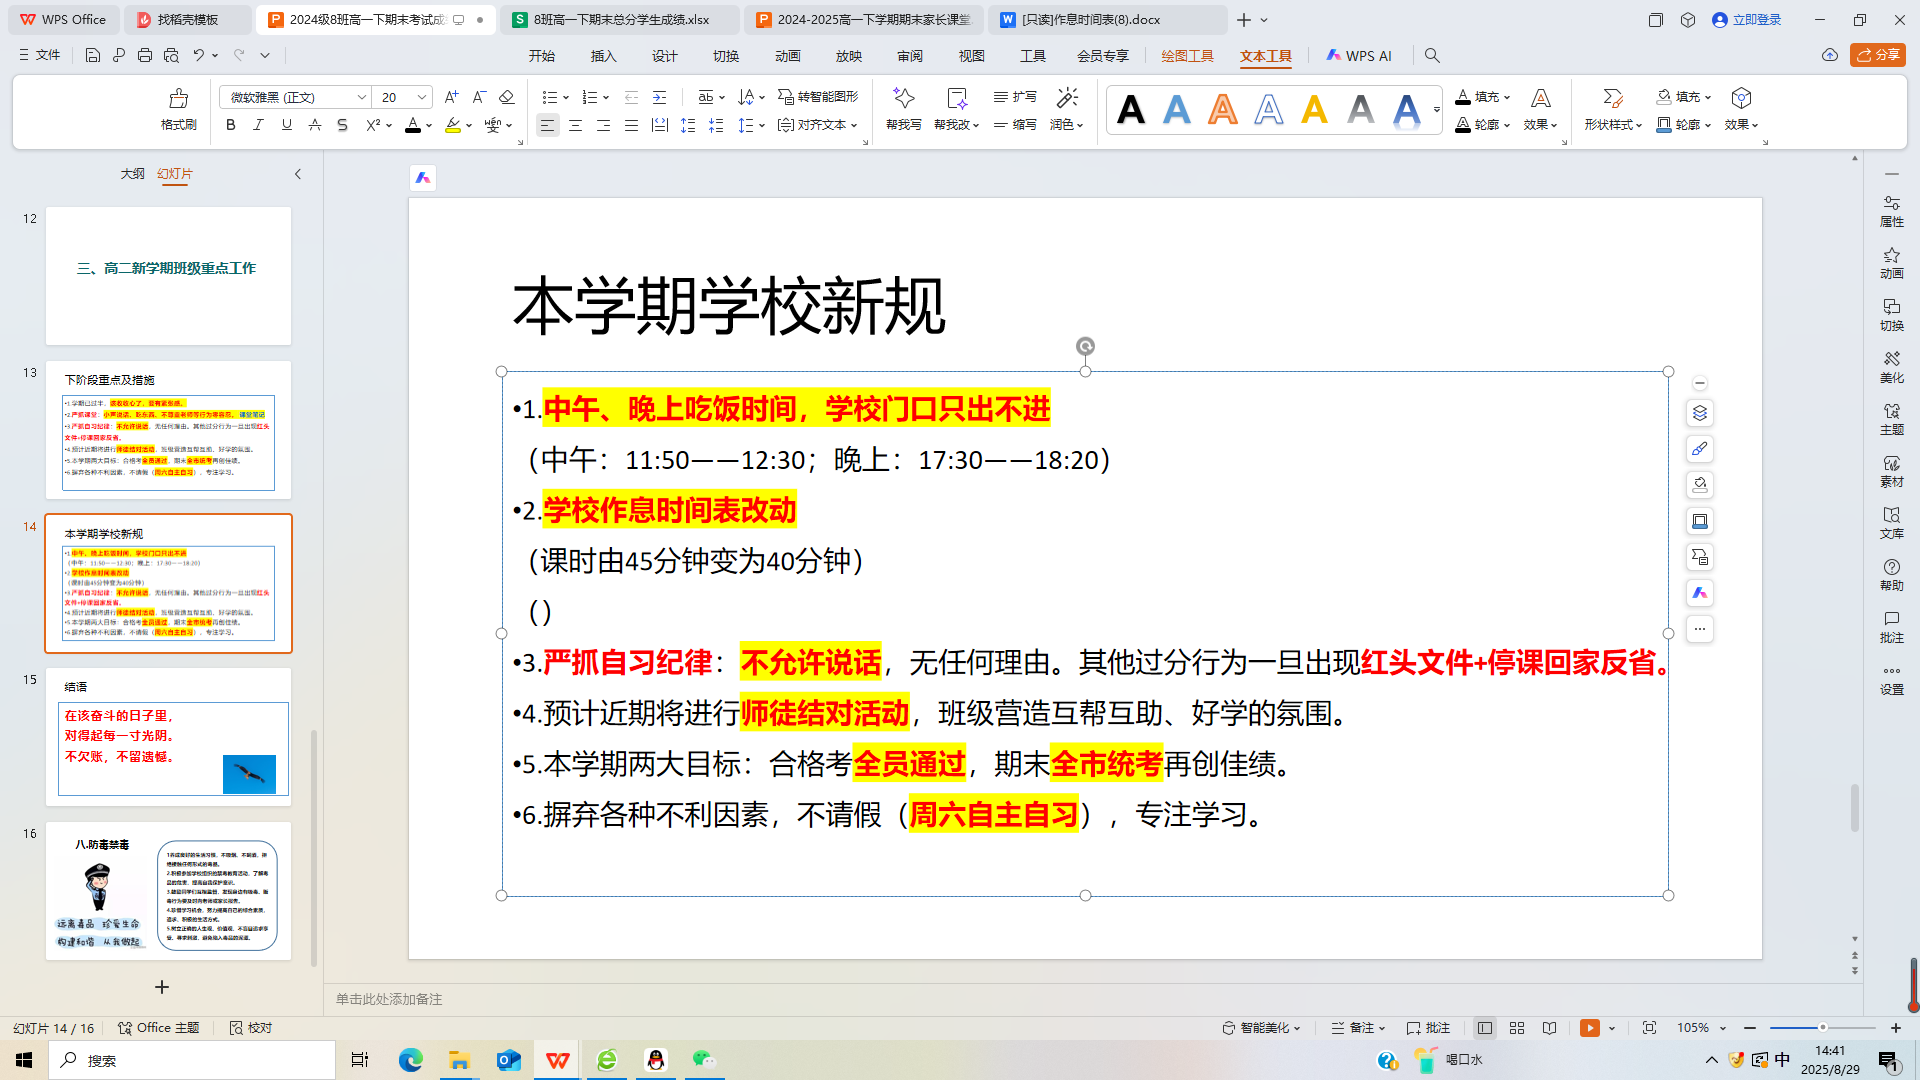 WPS Office
找稻壳模板
2024级8班高一下期末考试成
8班高一下期末总分学生成绩.xlsx
2024-2025高一下学期期末家长课堂
[只读]作息时间表(8).docx
立即登录
文件
开始
插入
设计
切换
动画
放映
审阅
视图
工具
会员专享
绘图工具
文本工具
WPS AI
分享
格式刷
微软雅黑 (正文)
20
转智能图形
对齐文本
帮我写
帮我改
扩写
缩写
润色
填充
轮廓
效果
形状样式
填充
轮廓
效果
大纲
幻灯片
12
三、高二新学期班级重点工作
13
下阶段重点及措施
14
本学期学校新规
15
结语
在该奋斗的日子里，
对得起每一寸光阴。
不欠账，不留遗憾。
16
八.防毒禁毒
远离毒品 珍爱生命
构建和谐 从我做起
本学期学校新规
•1.中午、晚上吃饭时间，学校门口只出不进
（中午：11:50——12:30；晚上：17:30——18:20）
•2.学校作息时间表改动
（课时由45分钟变为40分钟）
（）
•3.严抓自习纪律：不允许说话，无任何理由。其他过分行为一旦出现红头文件+停课回家反省。
•4.预计近期将进行师徒结对活动，班级营造互帮互助、好学的氛围。
•5.本学期两大目标：合格考全员通过，期末全市统考再创佳绩。
•6.摒弃各种不利因素，不请假（周六自主自习），专注学习。
属性
动画
切换
美化
主题
素材
文库
帮助
批注
设置
单击此处添加备注
幻灯片 14 / 16
Office 主题
校对
智能美化
备注
批注
105%
搜索
喝口水
中
14:41
2025/8/29